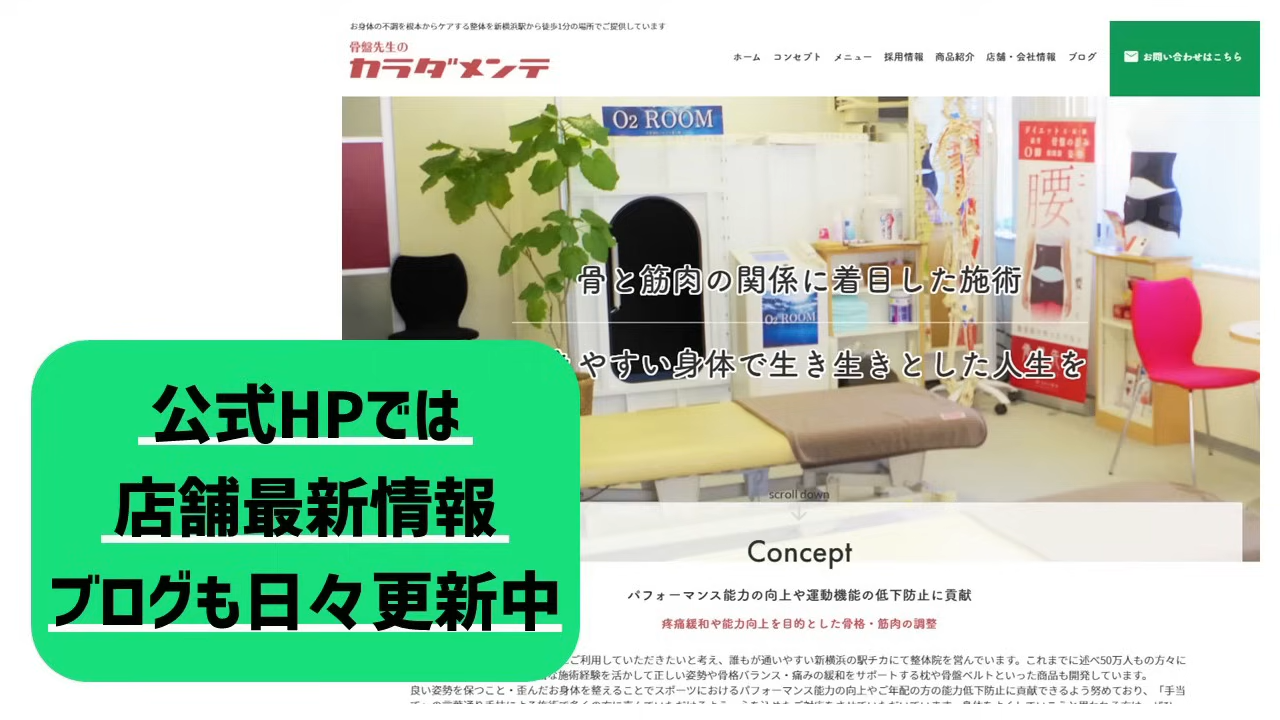 お身体の不調を根本からケアする整体を新横浜駅から徒歩1分の場所でご提供しています
骨盤先生の
カラダメンテ
ホーム コンセプト メニュー 採用情報 商品紹介 店舗・会社情報 ブログ
お問い合わせはこちら
O2 ROOM
腰
O2 ROOM
骨と筋肉の関係に着目した施術
やすい身体で生き生きとした人生を
公式HPでは
店舗最新情報
ブログも日々更新中
scroll down
Concept
パフォーマンス能力の向上や運動機能の低下防止に貢献
疼痛緩和や能力向上を目的とした骨格・筋肉の調整
ご利用していただきたいと考え、誰もが通いやすい新横浜の駅チカにて整体院を営んでいます。これまでに述べ50万人もの方々に
な施術経験を活かして正しい姿勢や骨格バランス・痛みの緩和をサポートする枕や骨盤ベルトといった商品も開発しています。
良い姿勢を保つこと・歪んだお身体を整えることでスポーツにおけるパフォーマンス能力の向上やご年配の方の能力低下防止に貢献できるよう努めており、「手当